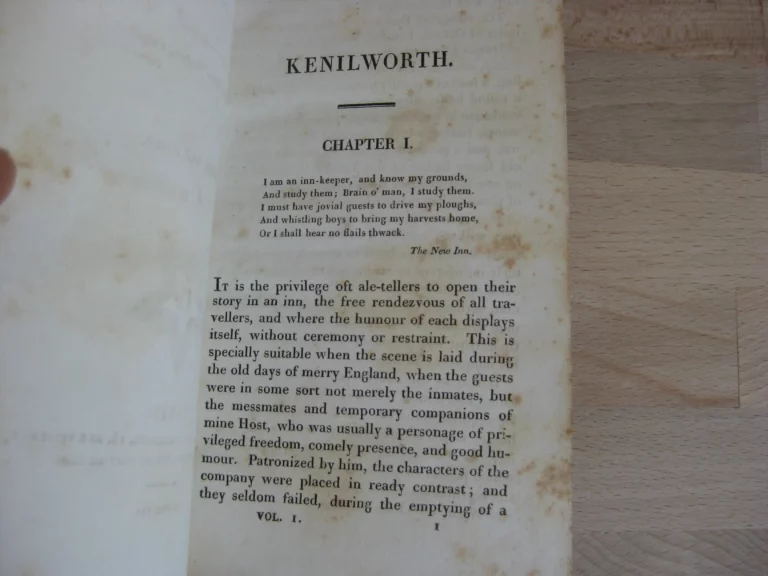 KENILWORTH.
CHAPTER I.
I am an inn-keeper, and know my grounds,
And study them; Brain o' man, I study them.
I must have jovial guests to drive my ploughs,
And whistling boys to bring my harvests home,
Or I shall hear no flails thwack.
The New Inn.
IT is the privilege oft ale-tellers to open their
story in an inn, the free rendezvous of all tra-
vellers, and where the humour of each displays
itself, without ceremony or restraint. This is
specially suitable when the scene is laid during
the old days of merry England, when the guests
were in some sort not merely the inmates, but
the messmates and temporary companions of
mine Host, who was usually a personage of pri-
vileged freedom, comely presence, and good hu-
mour. Patronized by him, the characters of the
company were placed in ready contrast; and
they seldom failed, during the emptying of a
VOL. I. 1